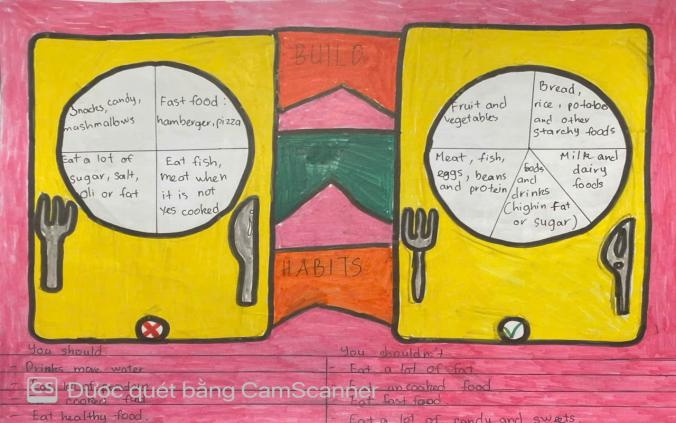 BUILD
HABITS
Snacks, candy,
mashmallows
Fast food :
hamberger, pizza
Eat a lot of
sugar, salt,
Oli or fat
Eat fish,
meat when
it is not
yes cooked
Fruit and
vegetables
Bread,
rice, potatoes
and other
starchy foods
Meat, fish,
eggs, beans
and protein
foods
and
drinks
(highin fat
or sugar)
Milk and
dairy
foods
You should
- Drinks more water
cooked
- Eat healthy food.
You shouldn't
- Eat a lot of fat
- Eat uncooked food
- Eat fast food
- Eat a lot of candy and sweets.
CS Được quét bằng CamScanner